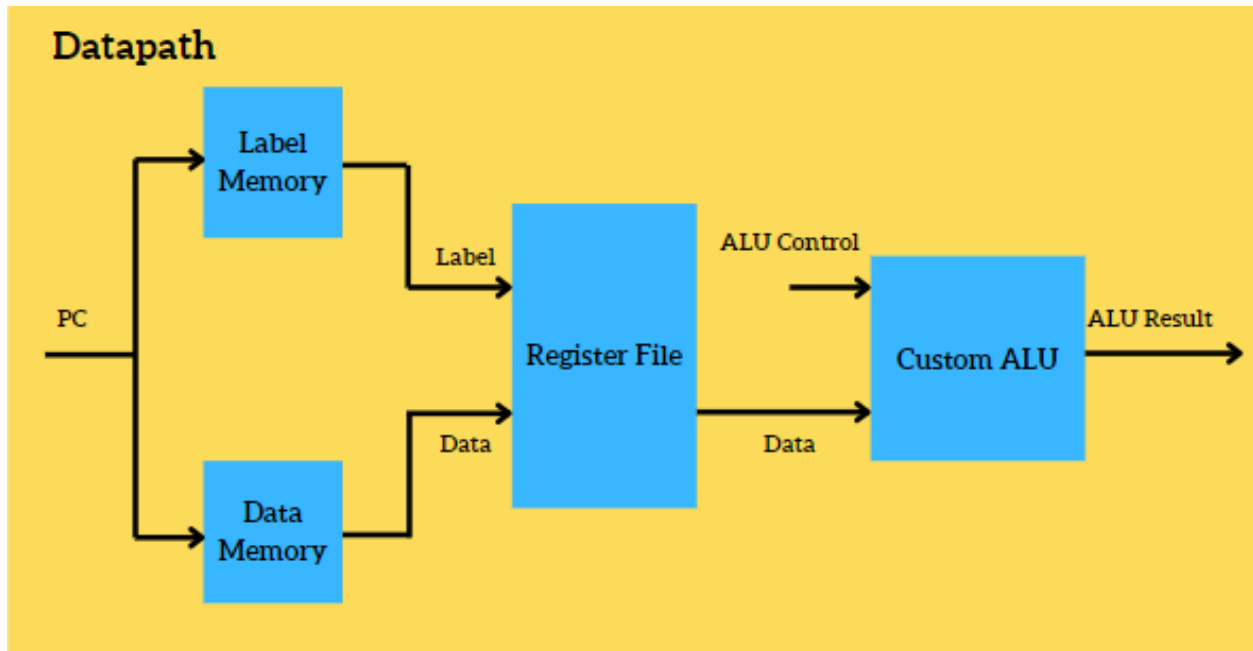 Datapath
Label
Memory
PC
Label
Data
Data
Memory
Register File
ALU Control
Data
Custom ALU
ALU Result